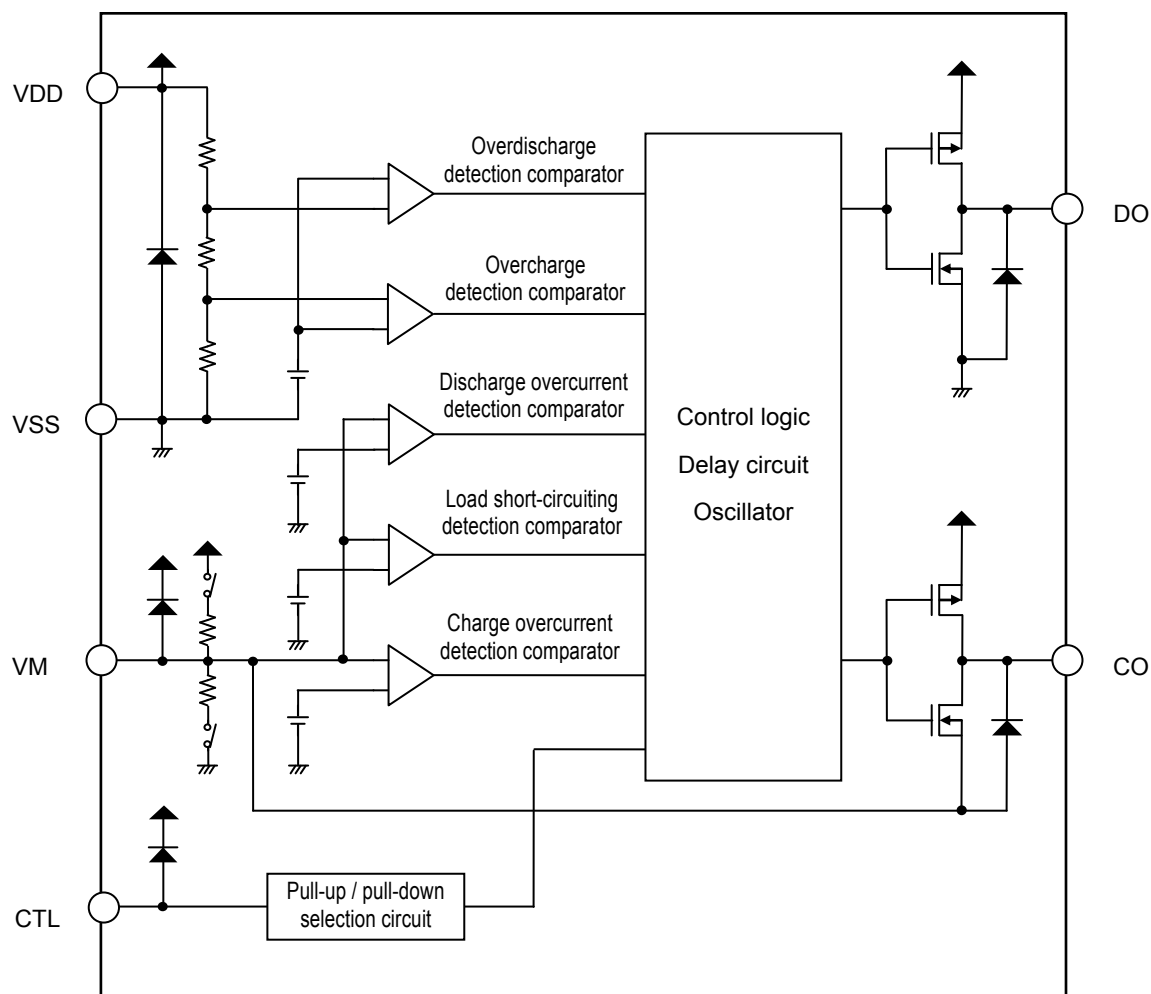 VDD
Overdischarge
detection comparator
DO
Overcharge
detection comparator
VSS
Discharge overcurrent
detection comparator
Control logic
Delay circuit
Oscillator
Load short-circuiting
detection comparator
VM
Charge overcurrent
detection comparator
CO
CTL
Pull-up / pull-down
selection circuit